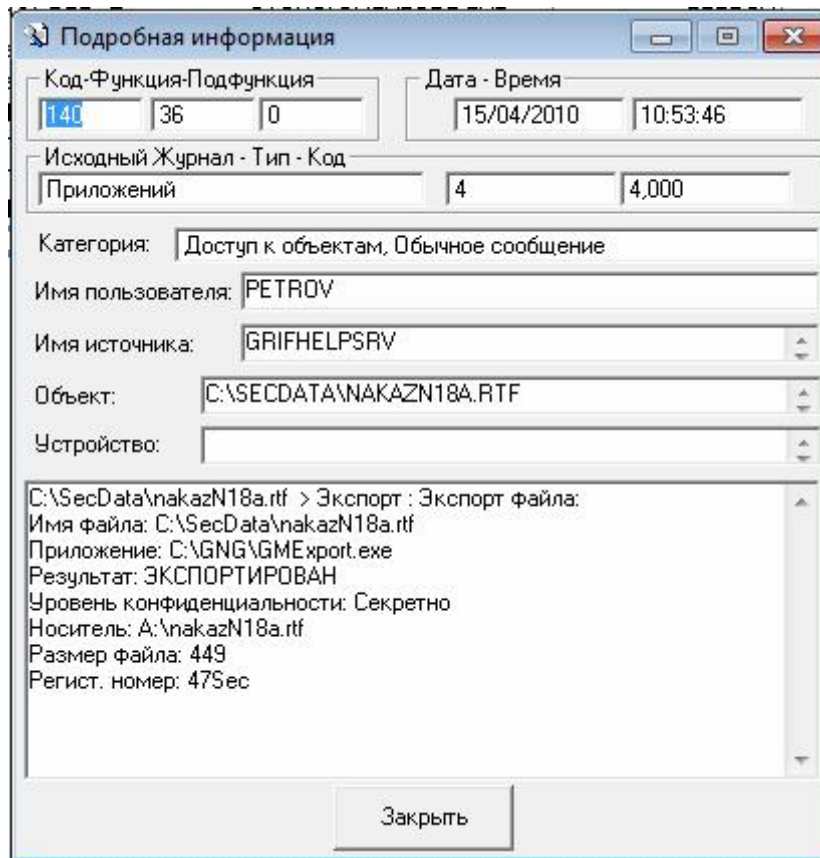 Подробная информация
Код-Функция-Подфункция
Дата - Время
140 36 0 15/04/2010 10:53:46
Исходный Журнал - Тип - Код
Приложений 4 4,000
Категория: Доступ к объектам, Обычное сообщение
Имя пользователя: PETROV
Имя источника: GRIFHELPSRV
Объект: C:\SECDATA\NAKAZN18A.RTF
Устройство:
C:\SecData\nakazN18a.rtf > Экспорт : Экспорт файла:
Имя файла: C:\SecData\nakazN18a.rtf
Приложение: C:\GNG\GMExport.exe
Результат: ЭКСПОРТИРОВАН
Уровень конфиденциальности: Секретно
Носитель: A:\nakazN18a.rtf
Размер файла: 449
Регист. номер: 47Sec
Закрыть